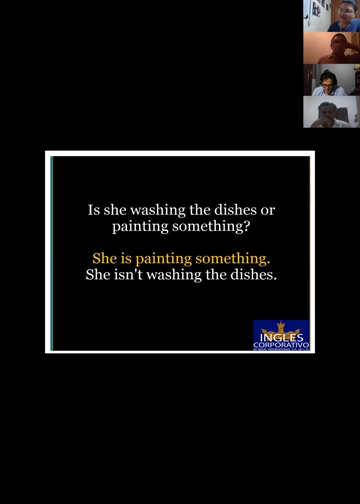 Is she washing the dishes or
painting something?
She is painting something.
She isn't washing the dishes.
INGLES
CORPORATIVO